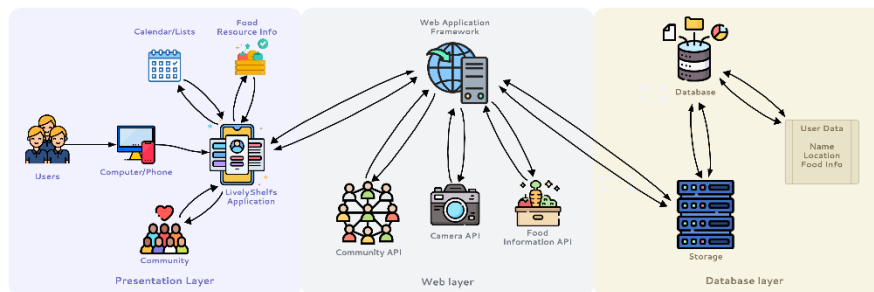 Calendar/Lists
Food
Resource Info
Users
Computer/Phone
LivelyShelfs
Application
Community
Presentation Layer
Web Application
Framework
Community API
Camera API
Food
Information API
Web layer
Database
User Data
Name
Location
Food Info
Storage
Database layer